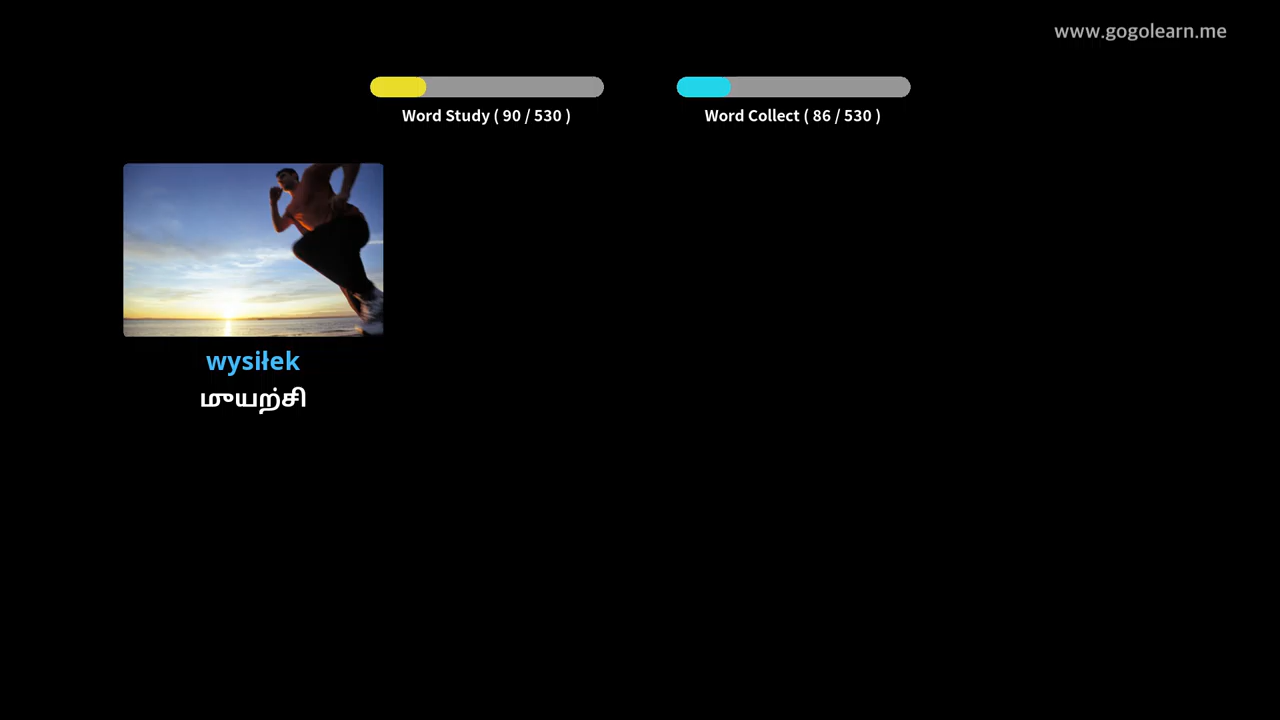 www.gogolearn.me
Word Study ( 90 / 530 )
Word Collect ( 86 / 530 )
wysiłek
முயற்சி